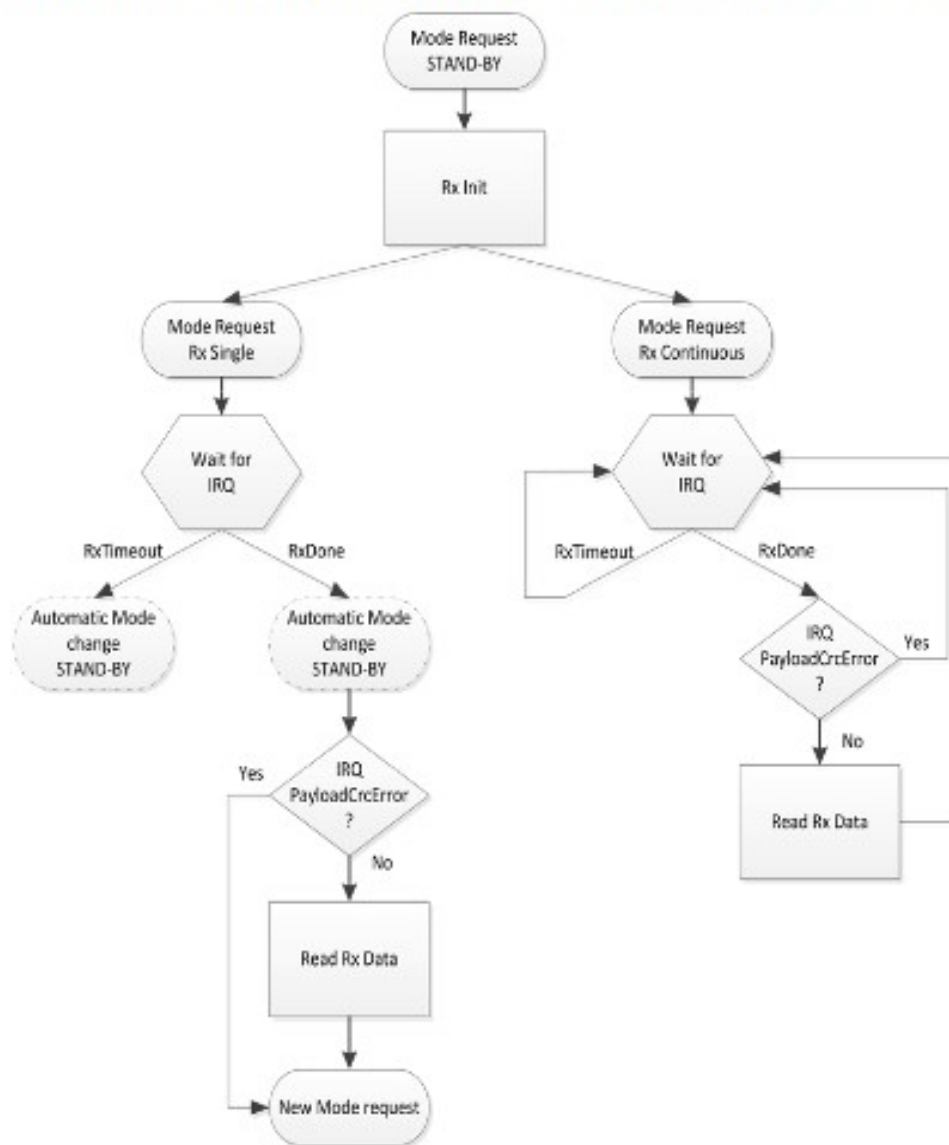 Mode Request
STAND-BY
Rx Init
Mode Request
Rx Single
Mode Request
Rx Continuous
Wait for
IRQ
Wait for
IRQ
RxTimeout
RxDone
RxTimeout
RxDone
Automatic Mode
change
STAND-BY
Automatic Mode
change
STAND-BY
IRQ
PayloadCrcError
?
Yes
No
Read Rx Data
Yes
IRQ
PayloadCrcError
?
No
Read Rx Data
New Mode request